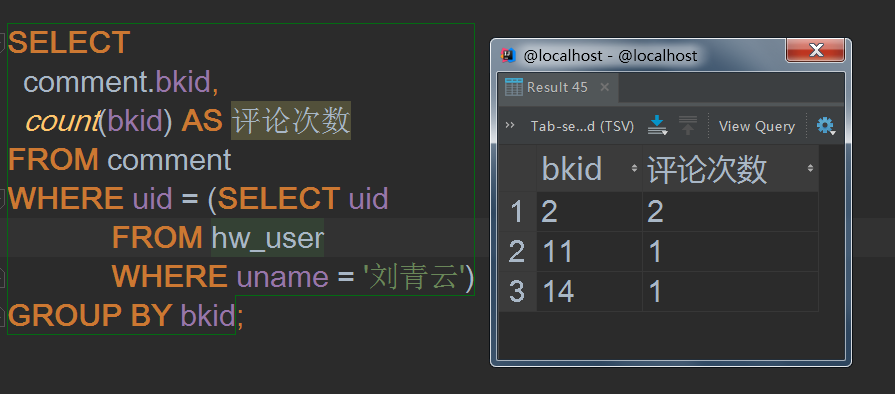 SELECT
comment.bkid,
count(bkid) AS 评论次数
FROM comment
WHERE uid = (SELECT uid
FROM hw_user
WHERE uname = '刘青云')
GROUP BY bkid;
@localhost - @localhost
Result 45
Tab-se...d (TSV) View Query
bkid 评论次数
1 2 2
2 11 1
3 14 1